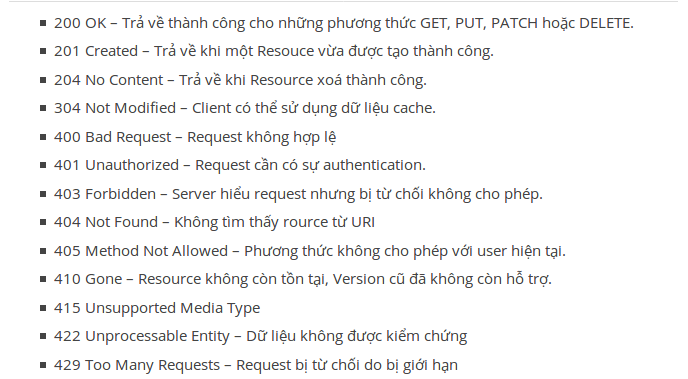 200 OK – Trả về thành công cho những phương thức GET, PUT, PATCH hoặc DELETE.
201 Created – Trả về khi một Resouce vừa được tạo thành công.
204 No Content – Trả về khi Resource xoá thành công.
304 Not Modified – Client có thể sử dụng dữ liệu cache.
400 Bad Request – Request không hợp lệ
401 Unauthorized – Request cần có sự authentication.
403 Forbidden – Server hiểu request nhưng bị từ chối không cho phép.
404 Not Found – Không tìm thấy rource từ URI
405 Method Not Allowed – Phương thức không cho phép với user hiện tại.
410 Gone – Resource không còn tồn tại, Version cũ đã không còn hỗ trợ.
415 Unsupported Media Type
422 Unprocessable Entity – Dữ liệu không được kiểm chứng
429 Too Many Requests – Request bị từ chối do bị giới hạn